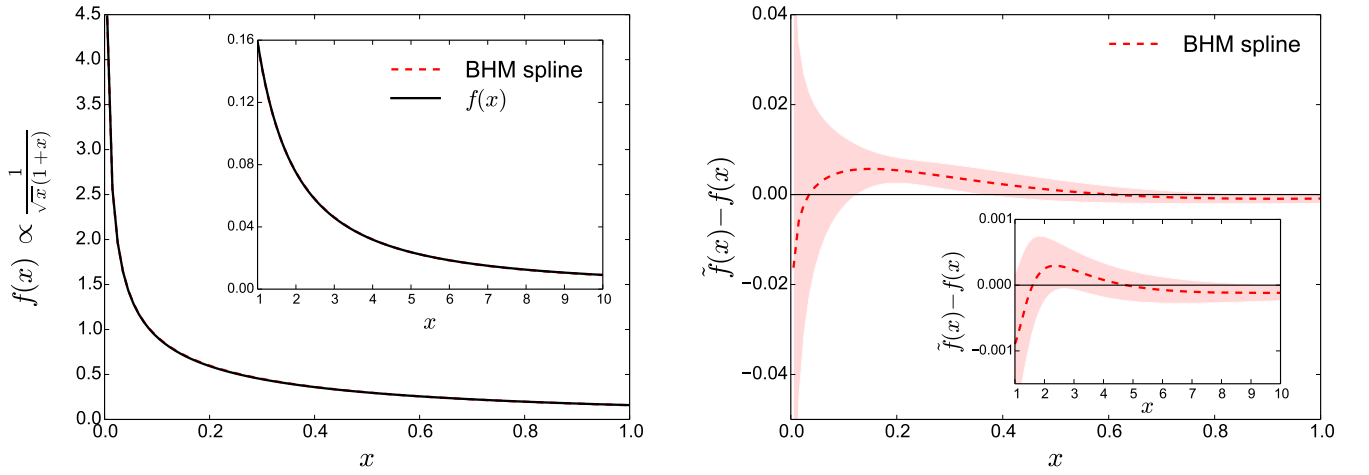 4.5
4.0
3.5
3.0
2.5
2.0
1.5
1.0
0.5
0.0
0.0 0.2 0.4 0.6 0.8 1.0
x
f(x) ∝ 1/(√x(1+x))
0.16
0.12
0.08
0.04
0.00
1 2 3 4 5 6 7 8 9 10
x
BHM spline
f(x)
0.04
0.02
0.00
−0.02
−0.04
0.0 0.2 0.4 0.6 0.8 1.0
x
f̃(x)−f(x)
BHM spline
0.001
0.000
−0.001
1 2 3 4 5 6 7 8 9 10
x
f̃(x)−f(x)